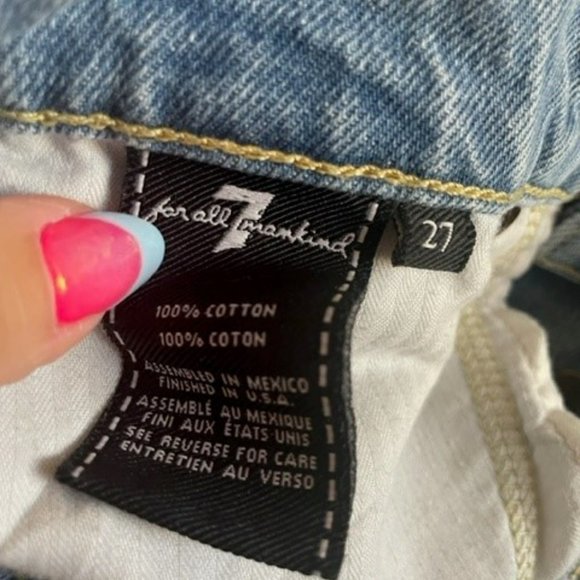 7
for all mankind
27
100% COTTON
100% COTON
ASSEMBLED IN MEXICO
FINISHED IN U.S.A.
ASSEMBLÉ AU MEXIQUE
FINI AUX ÉTATS-UNIS
SEE REVERSE FOR CARE
ENTRETIEN AU VERSO